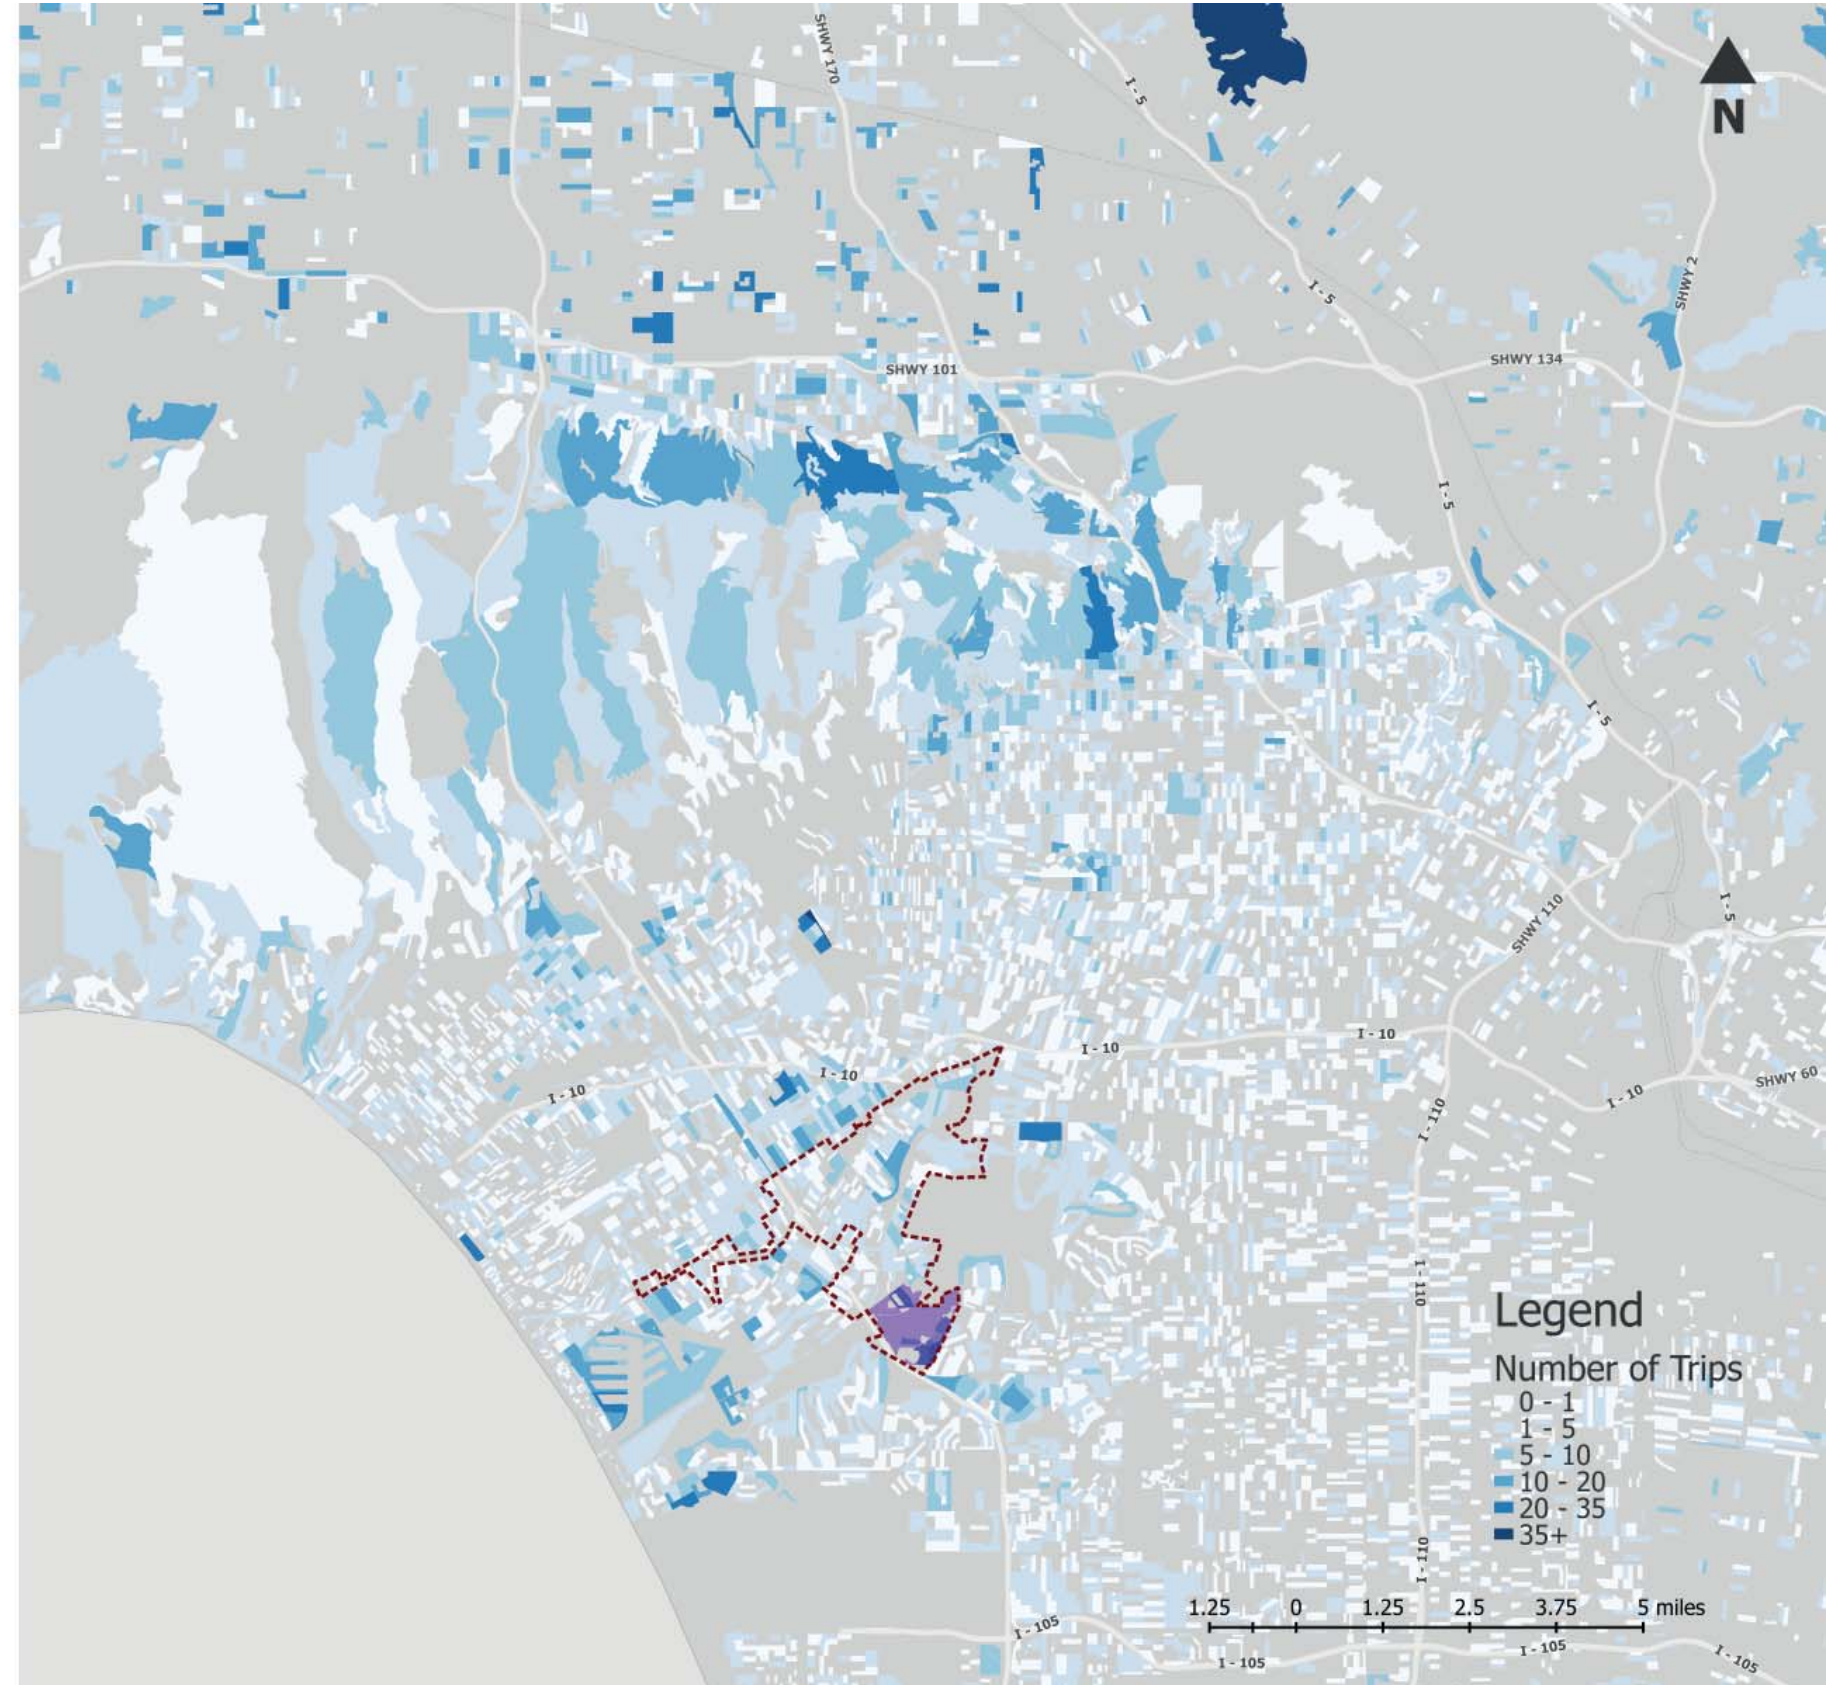 SHWY 170
I - 5
N
SHWY 2
I - 5
SHWY 134
SHWY 101
I - 5
I - 5
I - 5
SHWY 110
I - 10
I - 10
I - 10
I - 10
SHWY 60
I - 10
I - 110
I - 110
Legend
Number of Trips
0 - 1
1 - 5
5 - 10
10 - 20
20 - 35
35+
I - 110
1.25 0 1.25 2.5 3.75 5 miles
I - 105
I - 105
I - 105
I - 105